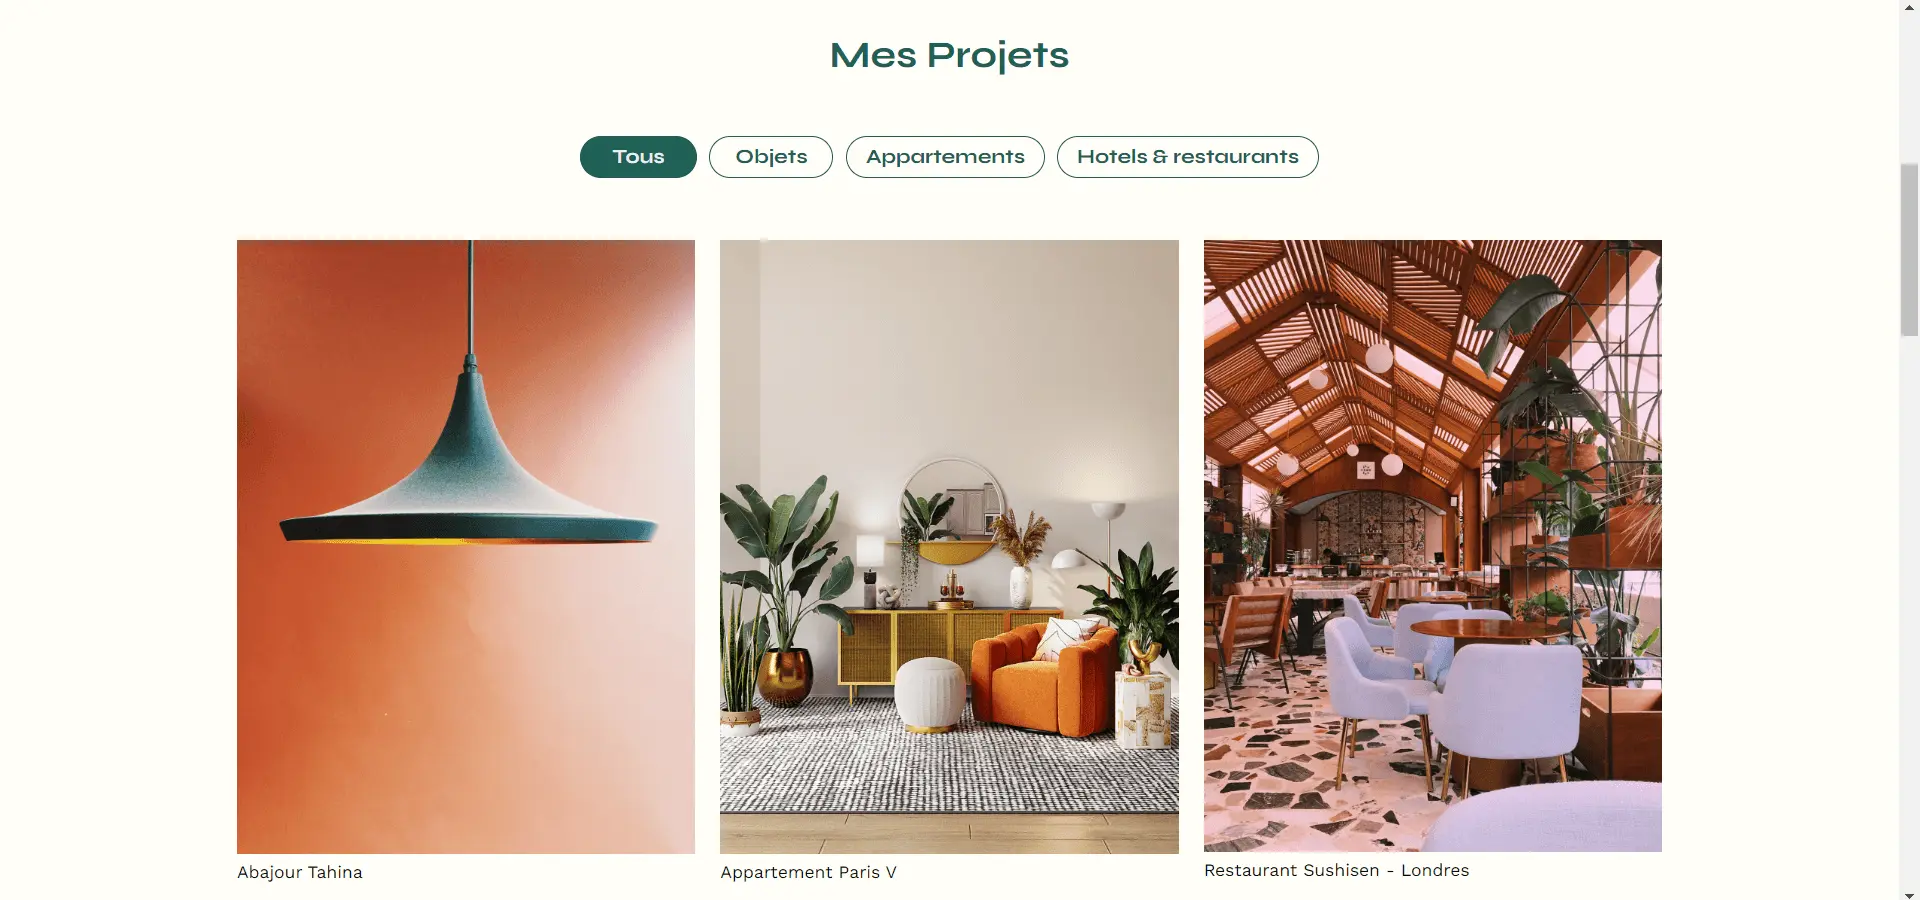 Mes Projets
Tous
Objets
Appartements
Hotels & restaurants
Abajour Tahina
Appartement Paris V
Restaurant Sushisen - Londres